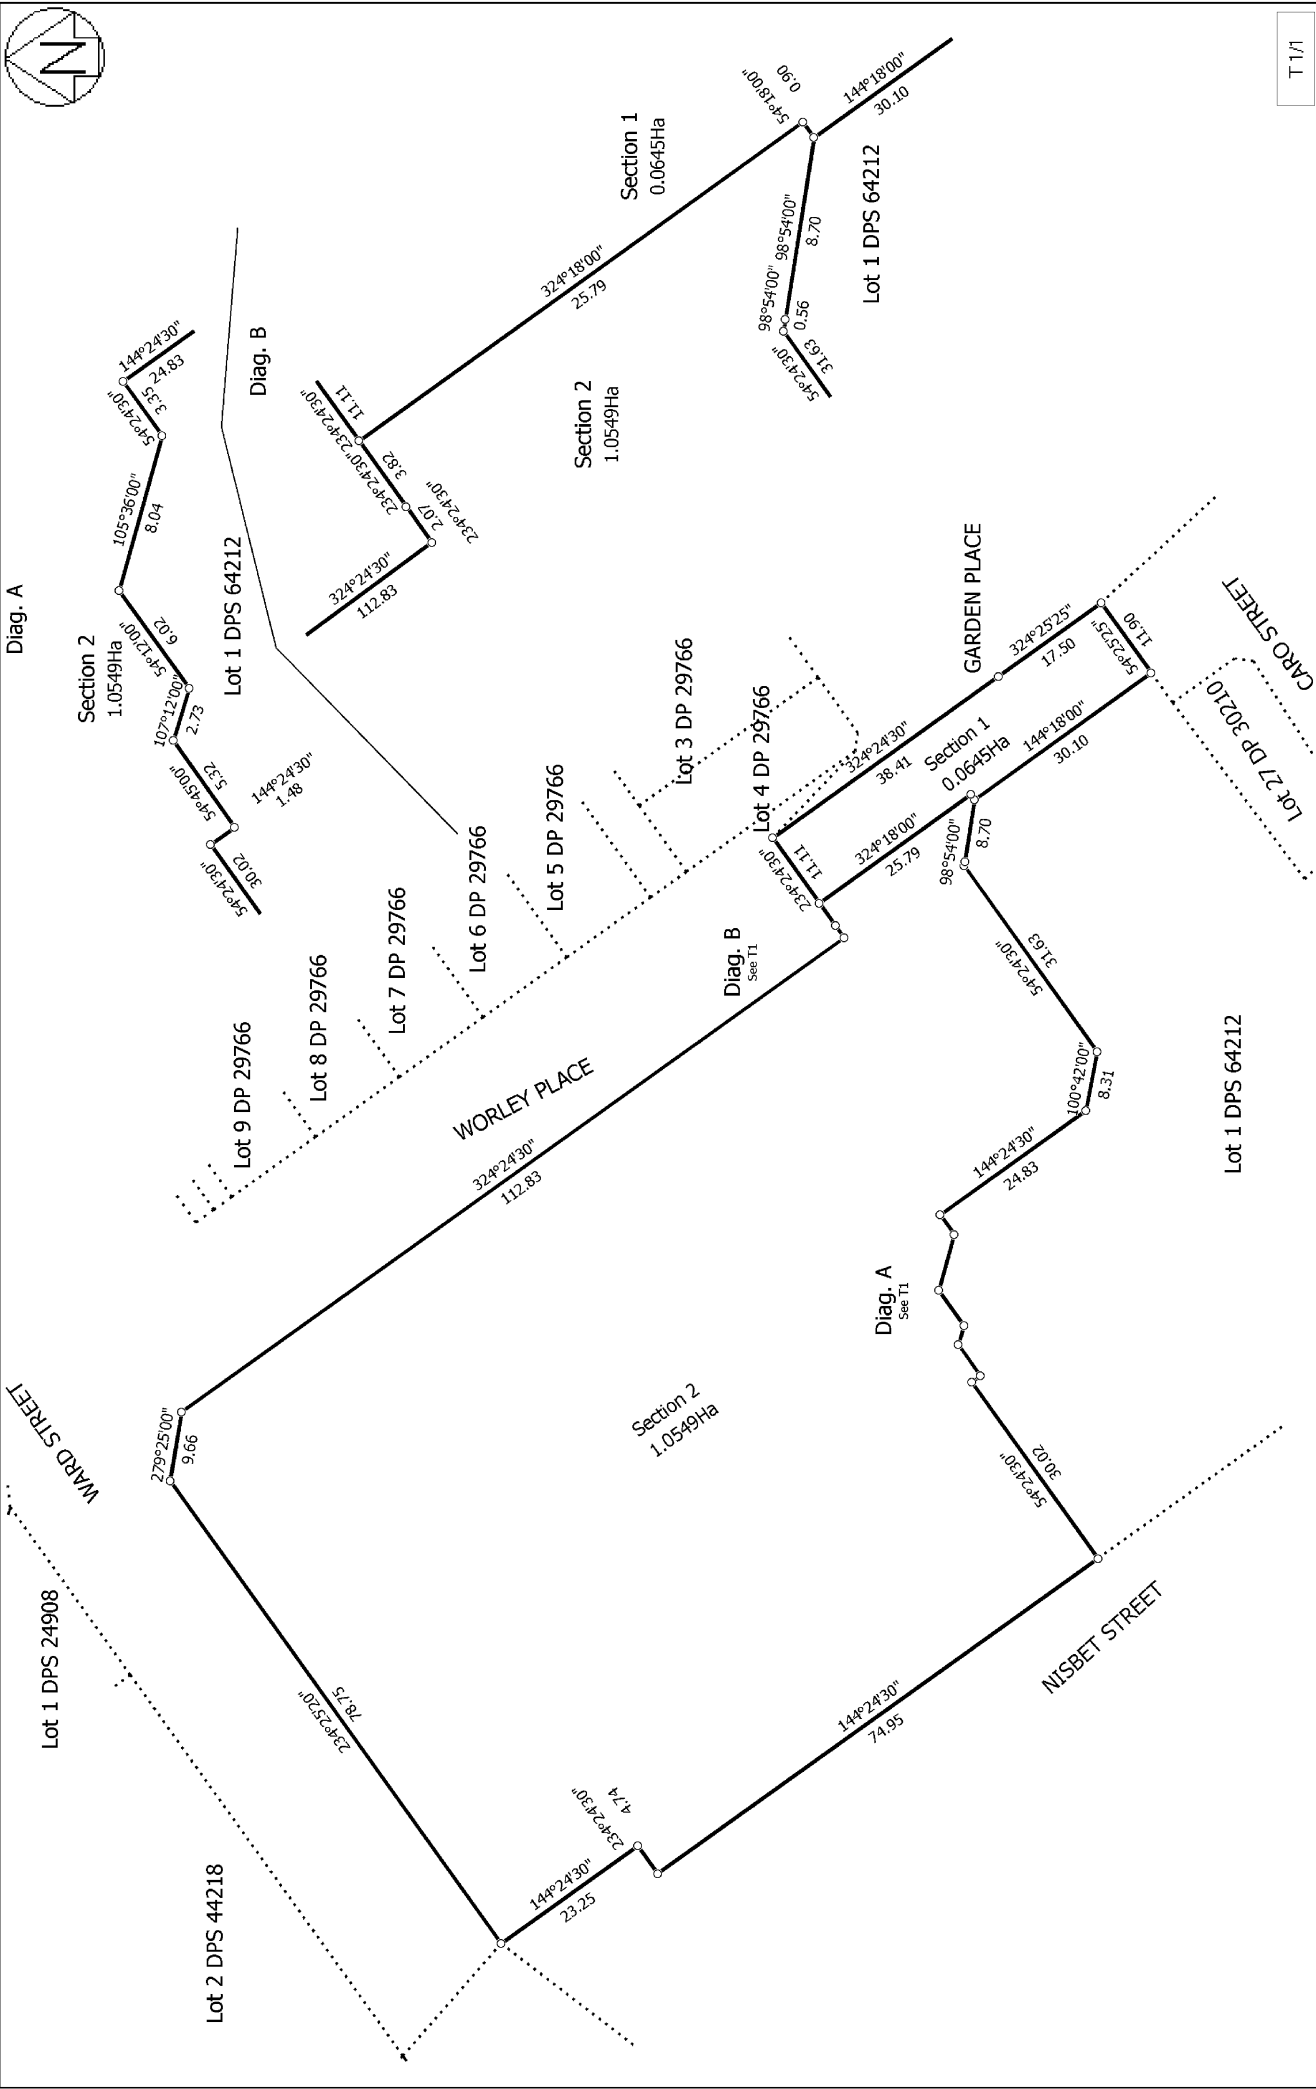 N
T 1/1
Diag. A
144°24'30"
24.83
54°24'30"
3.35
105°36'00"
8.04
Section 2
1.0549Ha
54°12'00"
6.02
Lot 1 DPS 64212
107°12'00"
2.73
54°45'00"
5.32
144°24'30"
1.48
54°24'30"
30.02
Diag. B
54°18'00"
0.90
144°18'00"
30.10
Section 1
0.0645Ha
98°54'00"
8.70
Lot 1 DPS 64212
98°54'00"
0.56
54°24'30"
31.63
324°18'00"
25.79
Section 2
1.0549Ha
234°24'30"
11.11
234°24'30"
3.82
234°24'30"
2.07
324°24'30"
112.83
GARDEN PLACE
324°25'25"
17.50
54°25'25"
11.90
CARO STREET
Lot 27 DP 30210
144°18'00"
30.10
Section 1
0.0645Ha
324°24'30"
38.41
Lot 3 DP 29766
Lot 4 DP 29766
234°24'30"
11.11
324°18'00"
25.79
98°54'00"
8.70
Lot 5 DP 29766
Lot 6 DP 29766
Lot 7 DP 29766
Lot 8 DP 29766
Lot 9 DP 29766
Diag. B
See T1
WORLEY PLACE
324°24'30"
112.83
54°24'30"
31.63
100°42'00"
8.31
Lot 1 DPS 64212
144°24'30"
24.83
Diag. A
See T1
Section 2
1.0549Ha
54°24'30"
30.02
WARD STREET
279°25'00"
9.66
Lot 1 DPS 24908
234°25'20"
78.75
144°24'30"
74.95
NISBET STREET
234°24'30"
4.74
144°24'30"
23.25
Lot 2 DPS 44218